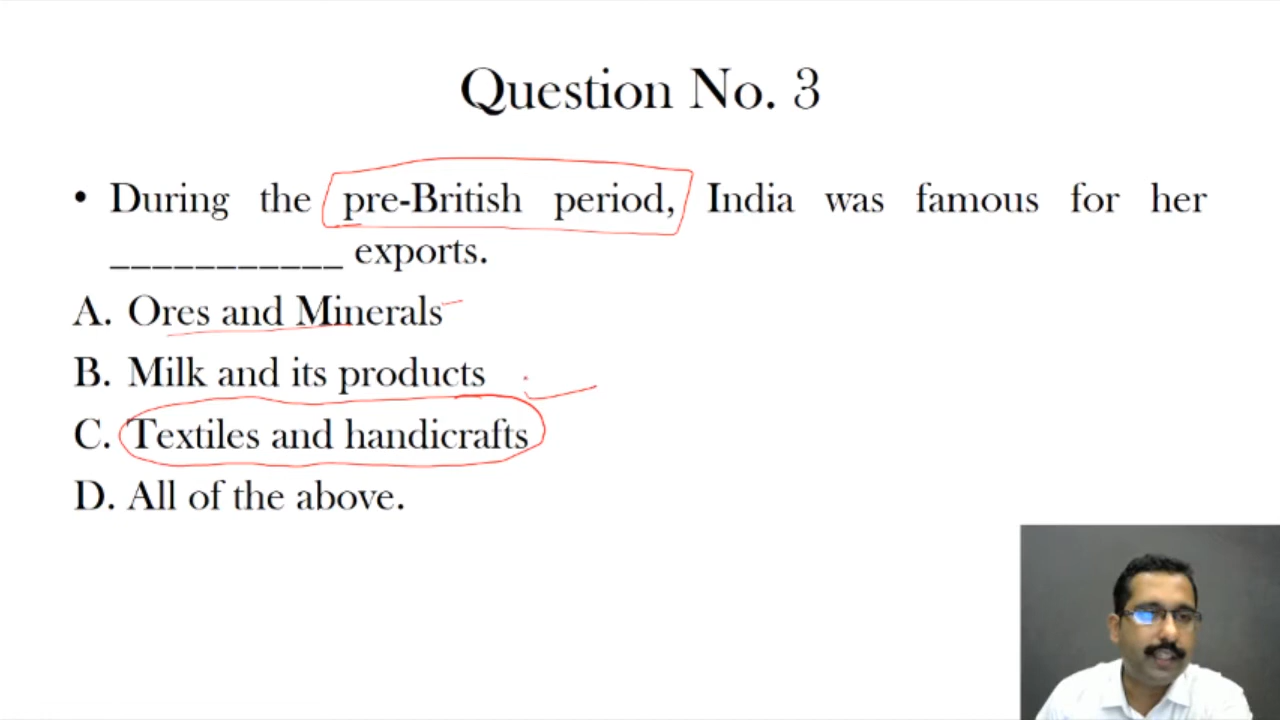 Question No. 3
• During the pre-British period, India was famous for her
___________ exports.
A. Ores and Minerals
B. Milk and its products
C. Textiles and handicrafts
D. All of the above.